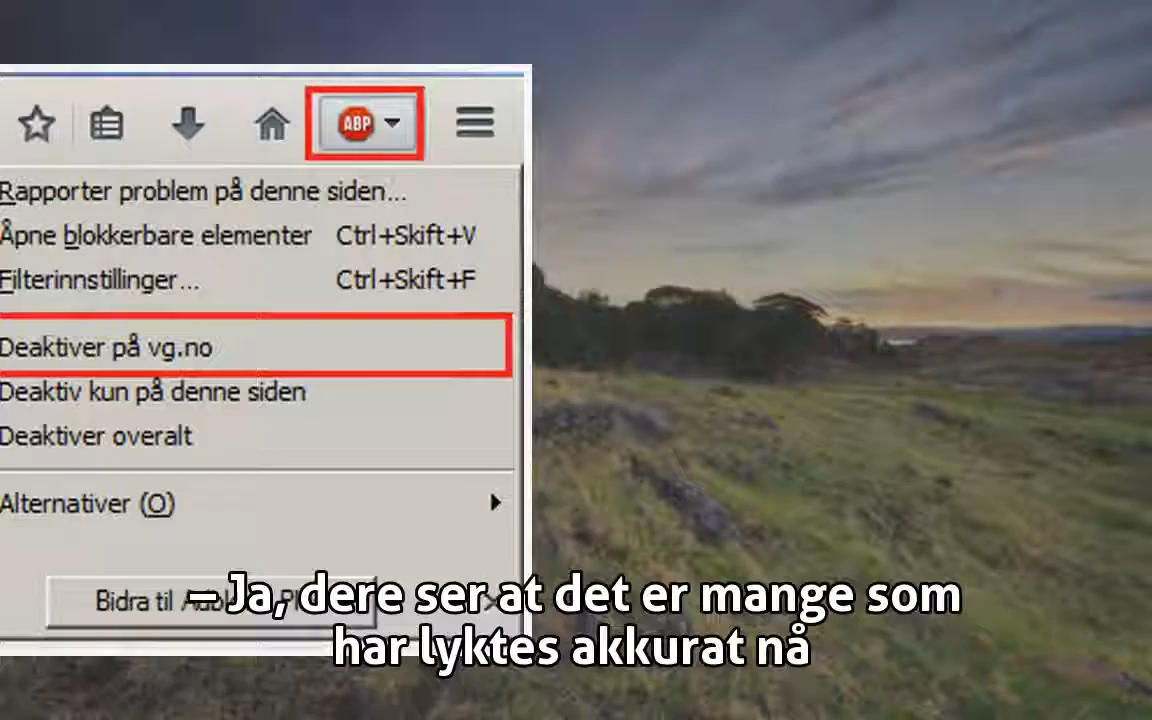 ABP
Rapporter problem på denne siden...
Åpne blokkerbare elementer Ctrl+Skift+V
Filterinnstillinger... Ctrl+Skift+F
Deaktiver på vg.no
Deaktiv kun på denne siden
Deaktiver overalt
Alternativer (O)
Bidra til
– Ja, dere ser at det er mange som
har lyktes akkurat nå